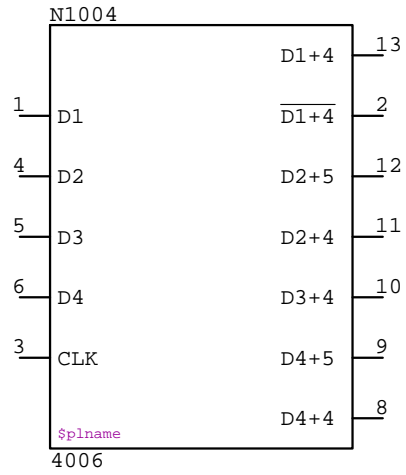 N1004
D1+4 13
1 D1 D1+4 2
4 D2 D2+5 12
5 D3 D2+4 11
6 D4 D3+4 10
3 CLK D4+5 9
D4+4 8
$plname
4006